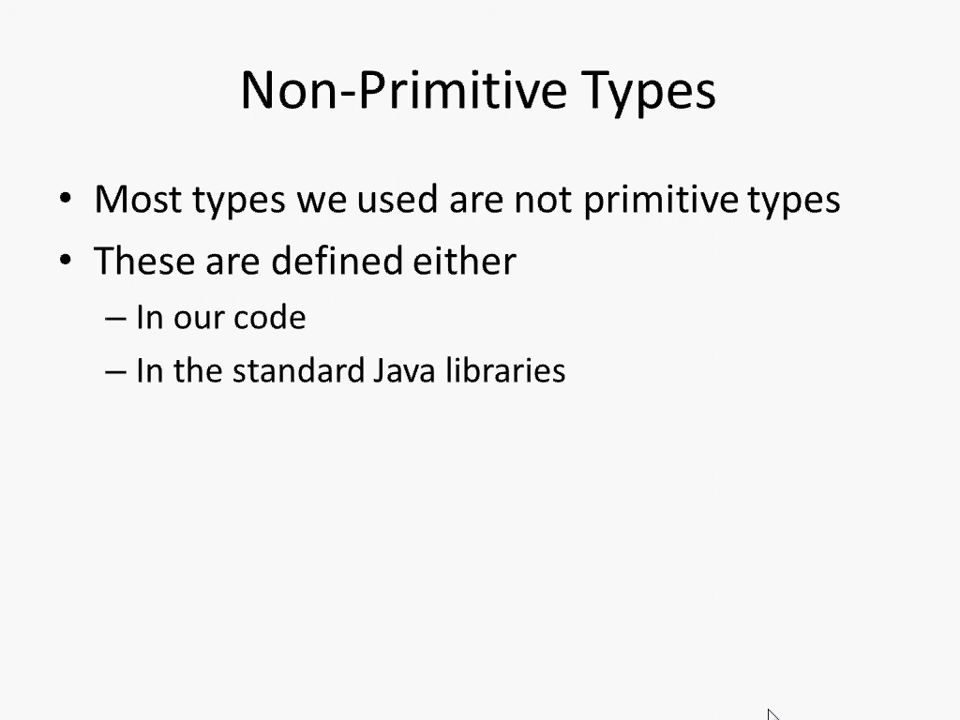 Non-Primitive Types
• Most types we used are not primitive types
• These are defined either
– In our code
– In the standard Java libraries